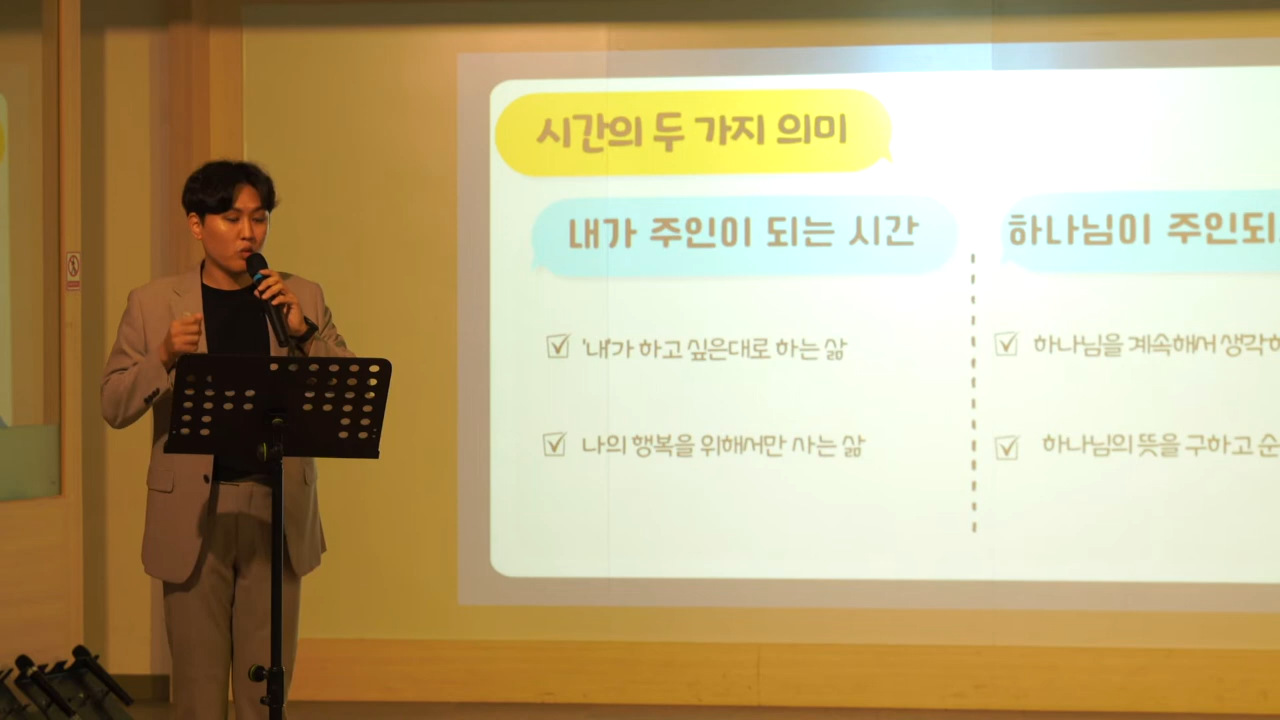 시간의 두 가지 의미
내가 주인이 되는 시간
'내'가 하고 싶은대로 하는 삶
나의 행복을 위해서만 사는 삶
하나님이 주인되
하나님을 계속해서 생각하
하나님의 뜻을 구하고 순